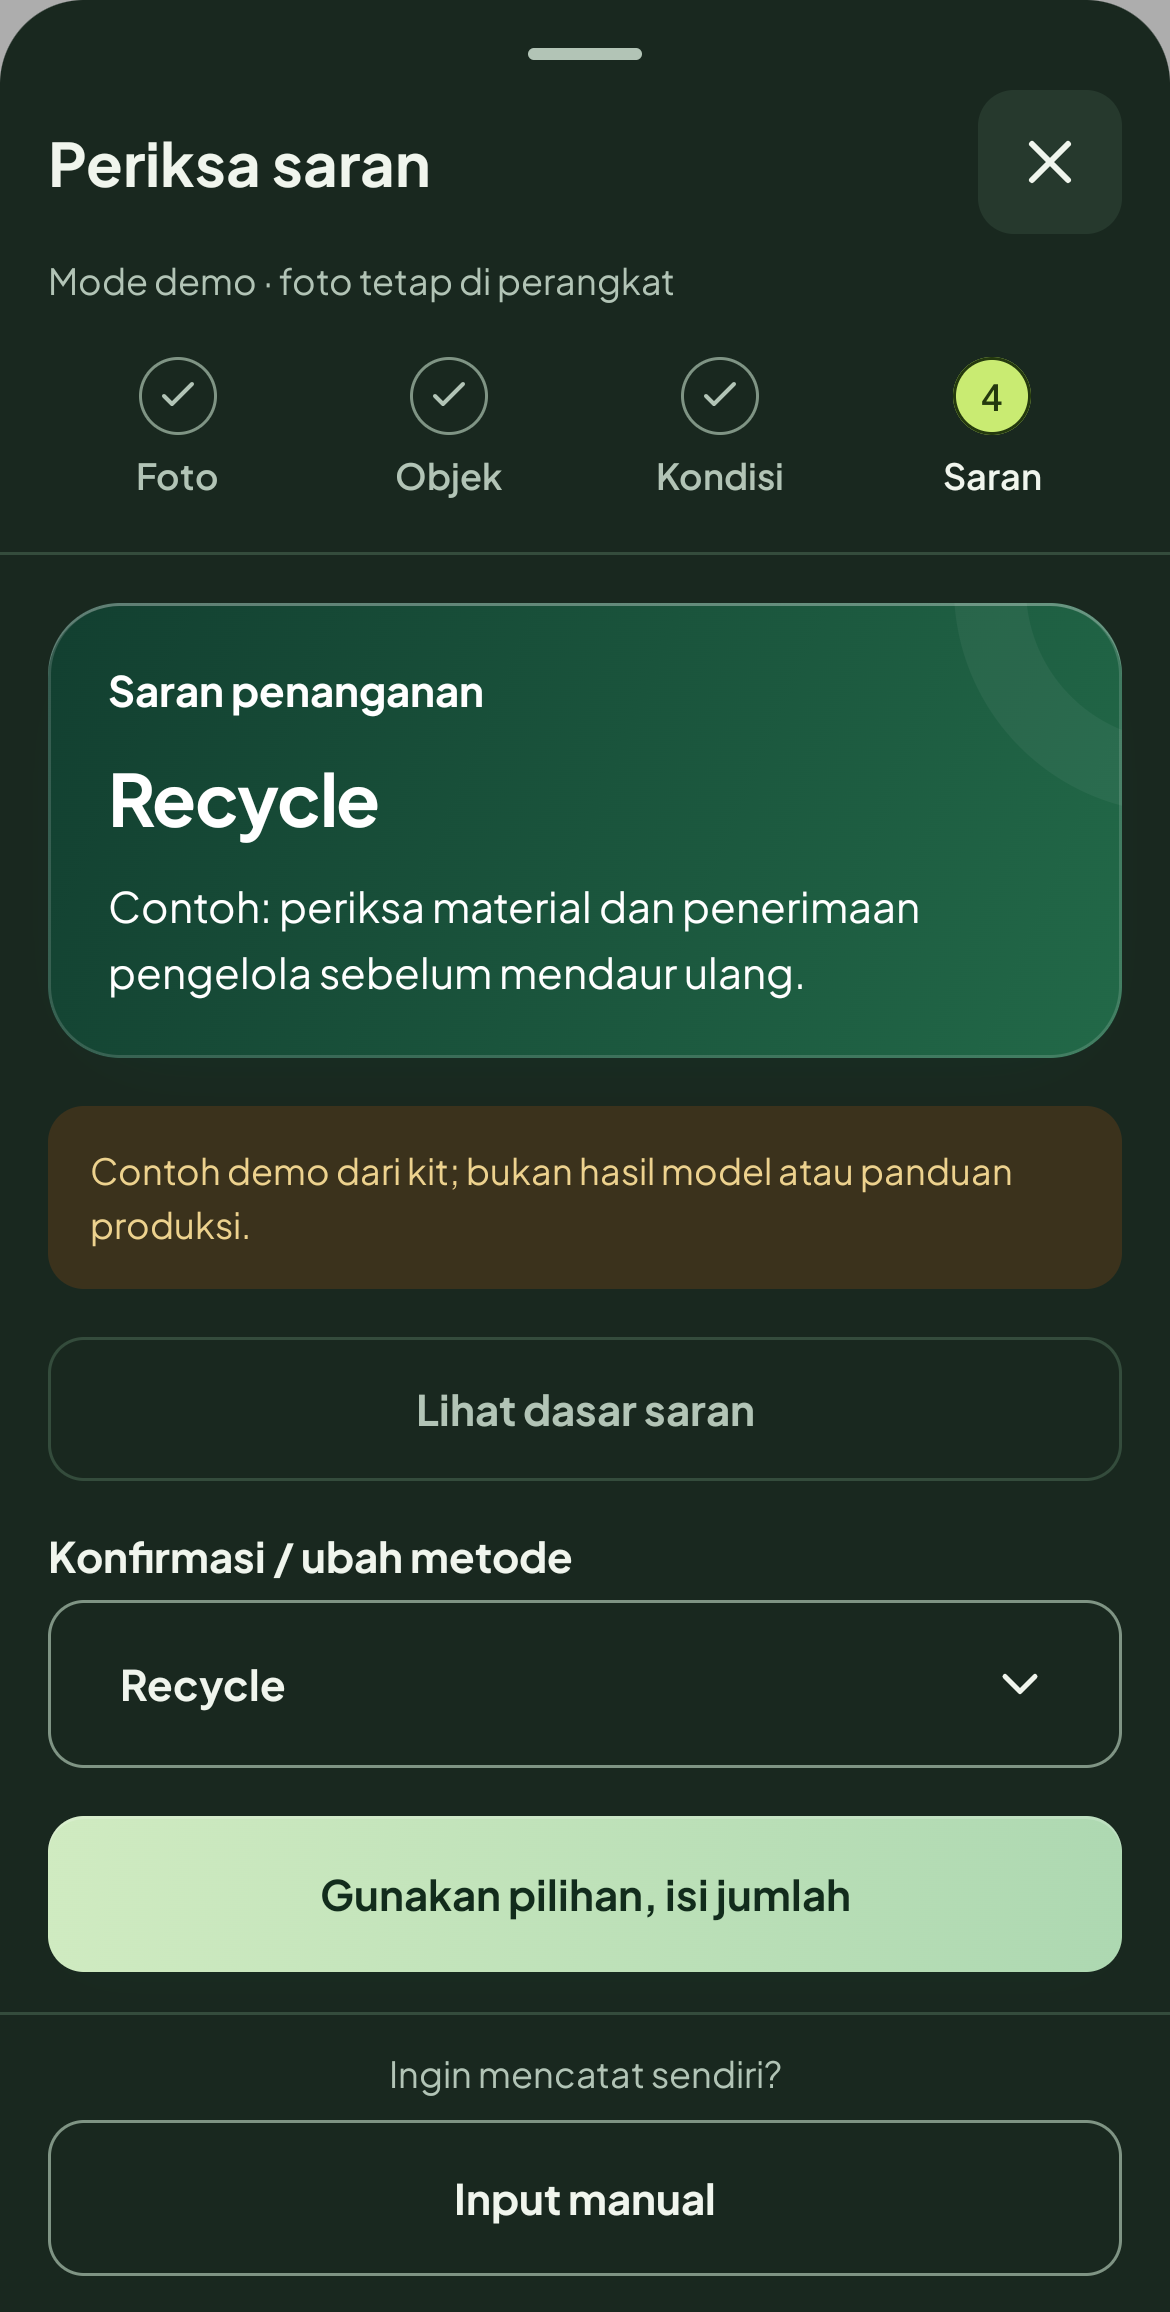 Periksa saran
Mode demo · foto tetap di perangkat
Foto
Objek
Kondisi
4
Saran
Saran penanganan
Recycle
Contoh: periksa material dan penerimaan
pengelola sebelum mendaur ulang.
Contoh demo dari kit; bukan hasil model atau panduan
produksi.
Lihat dasar saran
Konfirmasi / ubah metode
Recycle
Gunakan pilihan, isi jumlah
Ingin mencatat sendiri?
Input manual